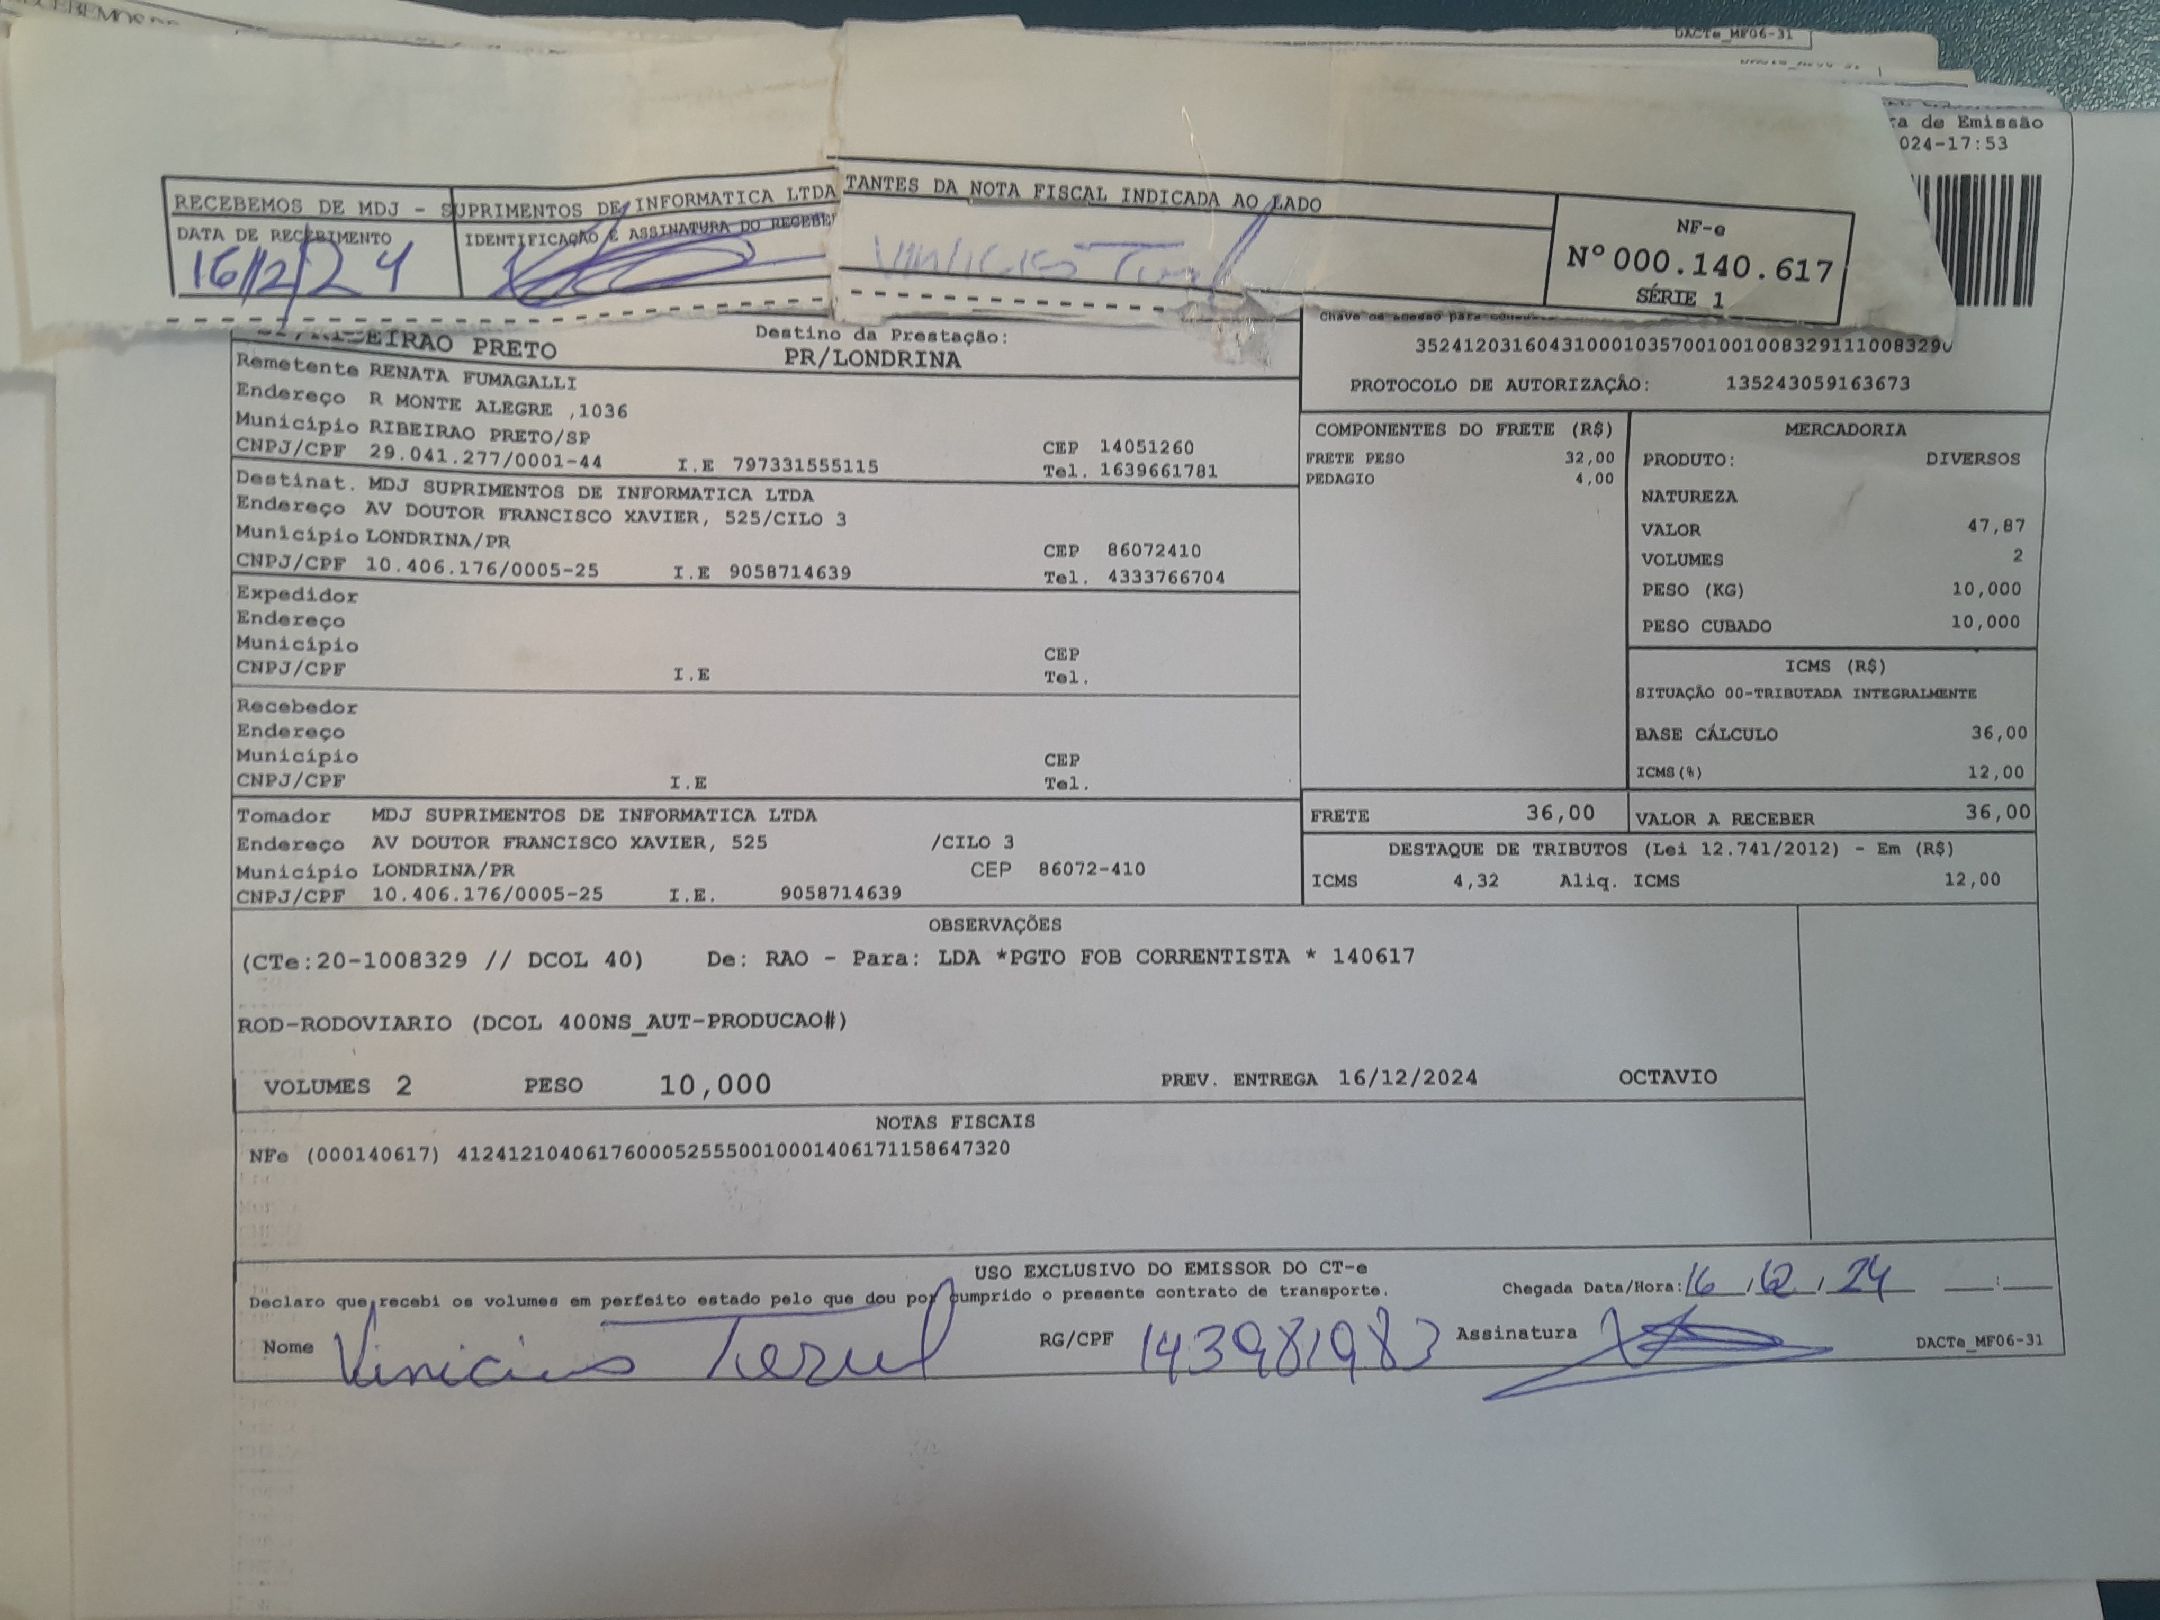 DACTe_MF06-31
ra de Emissão
024-17:53
RECEBEMOS DE MDJ - SUPRIMENTOS DE INFORMATICA LTDA
TANTES DA NOTA FISCAL INDICADA AO LADO
DATA DE RECEBIMENTO
IDENTIFICAÇÃO E ASSINATURA DO RECEBE
16/12/24
NF-e
Nº 000.140.617
SÉRIE 1
EIRAO PRETO
Destino da Prestação:
PR/LONDRINA
PROTOCOLO DE AUTORIZAÇÃO: 135243059163673
Remetente RENATA FUMAGALLI
Endereço R MONTE ALEGRE ,1036
Município RIBEIRAO PRETO/SP
CEP 14051260
CNPJ/CPF 29.041.277/0001-44 I.E 797331555115 Tel. 1639661781
Destinat. MDJ SUPRIMENTOS DE INFORMATICA LTDA
Endereço AV DOUTOR FRANCISCO XAVIER, 525/CILO 3
Município LONDRINA/PR CEP 86072410
CNPJ/CPF 10.406.176/0005-25 I.E 9058714639 Tel. 4333766704
Expedidor
Endereço
Município CEP
CNPJ/CPF I.E Tel.
Recebedor
Endereço
Município CEP
CNPJ/CPF I.E Tel.
Tomador MDJ SUPRIMENTOS DE INFORMATICA LTDA
Endereço AV DOUTOR FRANCISCO XAVIER, 525 /CILO 3
Município LONDRINA/PR CEP 86072-410
CNPJ/CPF 10.406.176/0005-25 I.E. 9058714639
COMPONENTES DO FRETE (R$)
FRETE PESO 32,00
PEDAGIO 4,00
MERCADORIA
PRODUTO: DIVERSOS
NATUREZA
VALOR 47,87
VOLUMES 2
PESO (KG) 10,000
PESO CUBADO 10,000
ICMS (R$)
SITUAÇÃO 00-TRIBUTADA INTEGRALMENTE
BASE CÁLCULO 36,00
ICMS(%) 12,00
FRETE 36,00
VALOR A RECEBER 36,00
DESTAQUE DE TRIBUTOS (Lei 12.741/2012) - Em (R$)
ICMS 4,32 Aliq. ICMS 12,00
OBSERVAÇÕES
(CTe:20-1008329 // DCOL 40) De: RAO - Para: LDA *PGTO FOB CORRENTISTA * 140617
ROD-RODOVIARIO (DCOL 400NS_AUT-PRODUCAO#)
VOLUMES 2 PESO 10,000 PREV. ENTREGA 16/12/2024 OCTAVIO
NOTAS FISCAIS
NFe (000140617) 41241210406176000525550010001406171158647320
USO EXCLUSIVO DO EMISSOR DO CT-e
Declaro que recebi os volumes em perfeito estado pelo que dou por cumprido o presente contrato de transporte.
Chegada Data/Hora: 16/12/24 __:__
Nome Vinicius
RG/CPF 143981983
Assinatura
DACTe_MF06-31